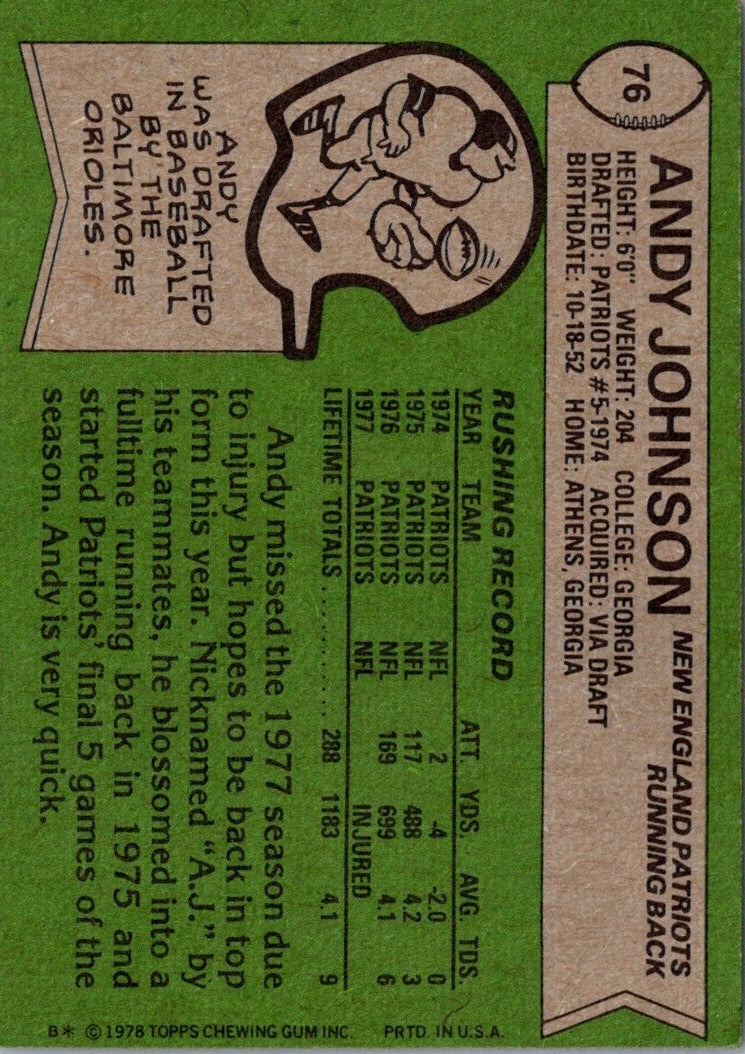 76
ANDY JOHNSON NEW ENGLAND PATRIOTS
RUNNING BACK
HEIGHT: 6'0" WEIGHT: 204 COLLEGE: GEORGIA
DRAFTED: PATRIOTS #5-1974 ACQUIRED: VIA DRAFT
BIRTHDATE: 10-18-52 HOME: ATHENS, GEORGIA
ANDY
WAS DRAFTED
IN BASEBALL
BY THE
BALTIMORE
ORIOLES.
RUSHING RECORD
YEAR TEAM ATT. YDS. AVG. TDS.
1974 PATRIOTS NFL 2 -4 -2.0 0
1975 PATRIOTS NFL 117 488 4.2 3
1976 PATRIOTS NFL 169 699 4.1 6
1977 PATRIOTS NFL INJURED
LIFETIME TOTALS ............ 288 1183 4.1 9
Andy missed the 1977 season due
to injury but hopes to be back in top
form this year. Nicknamed "A.J." by
his teammates, he blossomed into a
fulltime running back in 1975 and
started Patriots' final 5 games of the
season. Andy is very quick.
B* © 1978 TOPPS CHEWING GUM INC. PRTD. IN U.S.A.